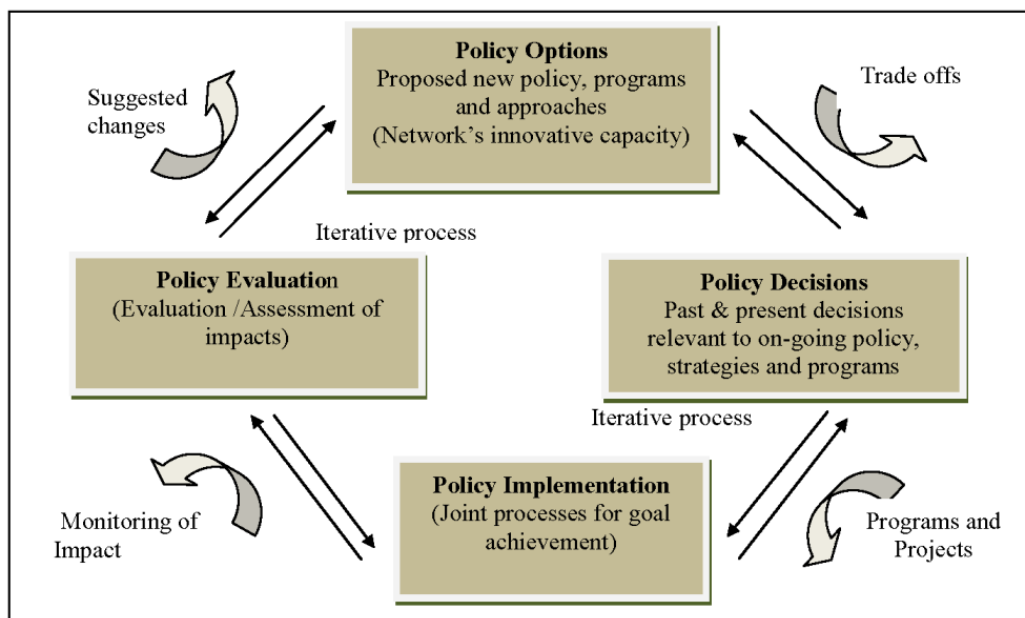 Policy Options
Proposed new policy, programs
and approaches
(Network’s innovative capacity)
Suggested
changes
Trade offs
Iterative process
Policy Evaluation
(Evaluation /Assessment of
impacts)
Policy Decisions
Past & present decisions
relevant to on-going policy,
strategies and programs
Iterative process
Policy Implementation
(Joint processes for goal
achievement)
Monitoring of
Impact
Programs and
Projects